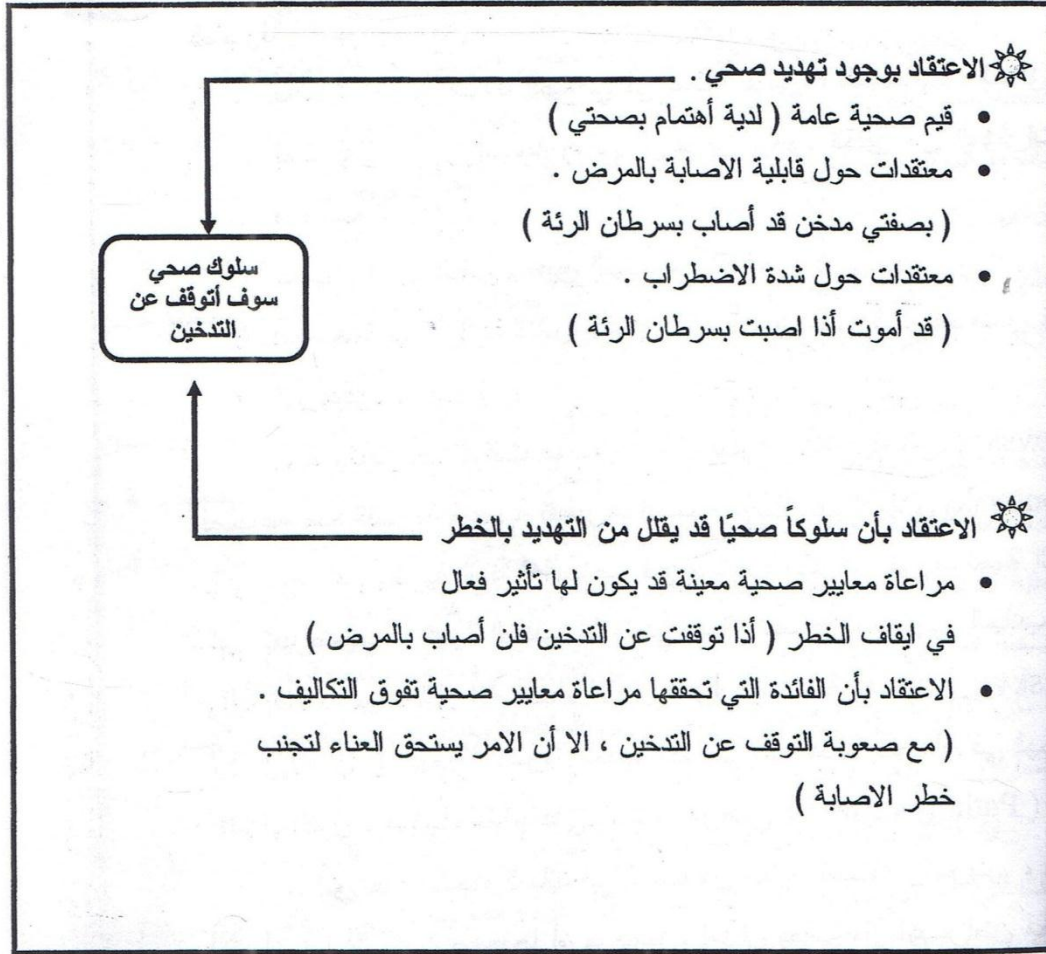 الاعتقاد بوجود تهديد صحي .
• قيم صحية عامة ( لدية أهتمام بصحتي )
• معتقدات حول قابلية الاصابة بالمرض .
( بصفتي مدخن قد أصاب بسرطان الرئة )
• معتقدات حول شدة الاضطراب .
( قد أموت أذا اصبت بسرطان الرئة )
سلوك صحي
سوف أتوقف عن
التدخين
الاعتقاد بأن سلوكاً صحيًا قد يقلل من التهديد بالخطر
• مراعاة معايير صحية معينة قد يكون لها تأثير فعال
في ايقاف الخطر ( أذا توقفت عن التدخين فلن أصاب بالمرض )
• الاعتقاد بأن الفائدة التي تحققها مراعاة معايير صحية تفوق التكاليف .
( مع صعوبة التوقف عن التدخين ، الا أن الامر يستحق العناء لتجنب
خطر الاصابة )